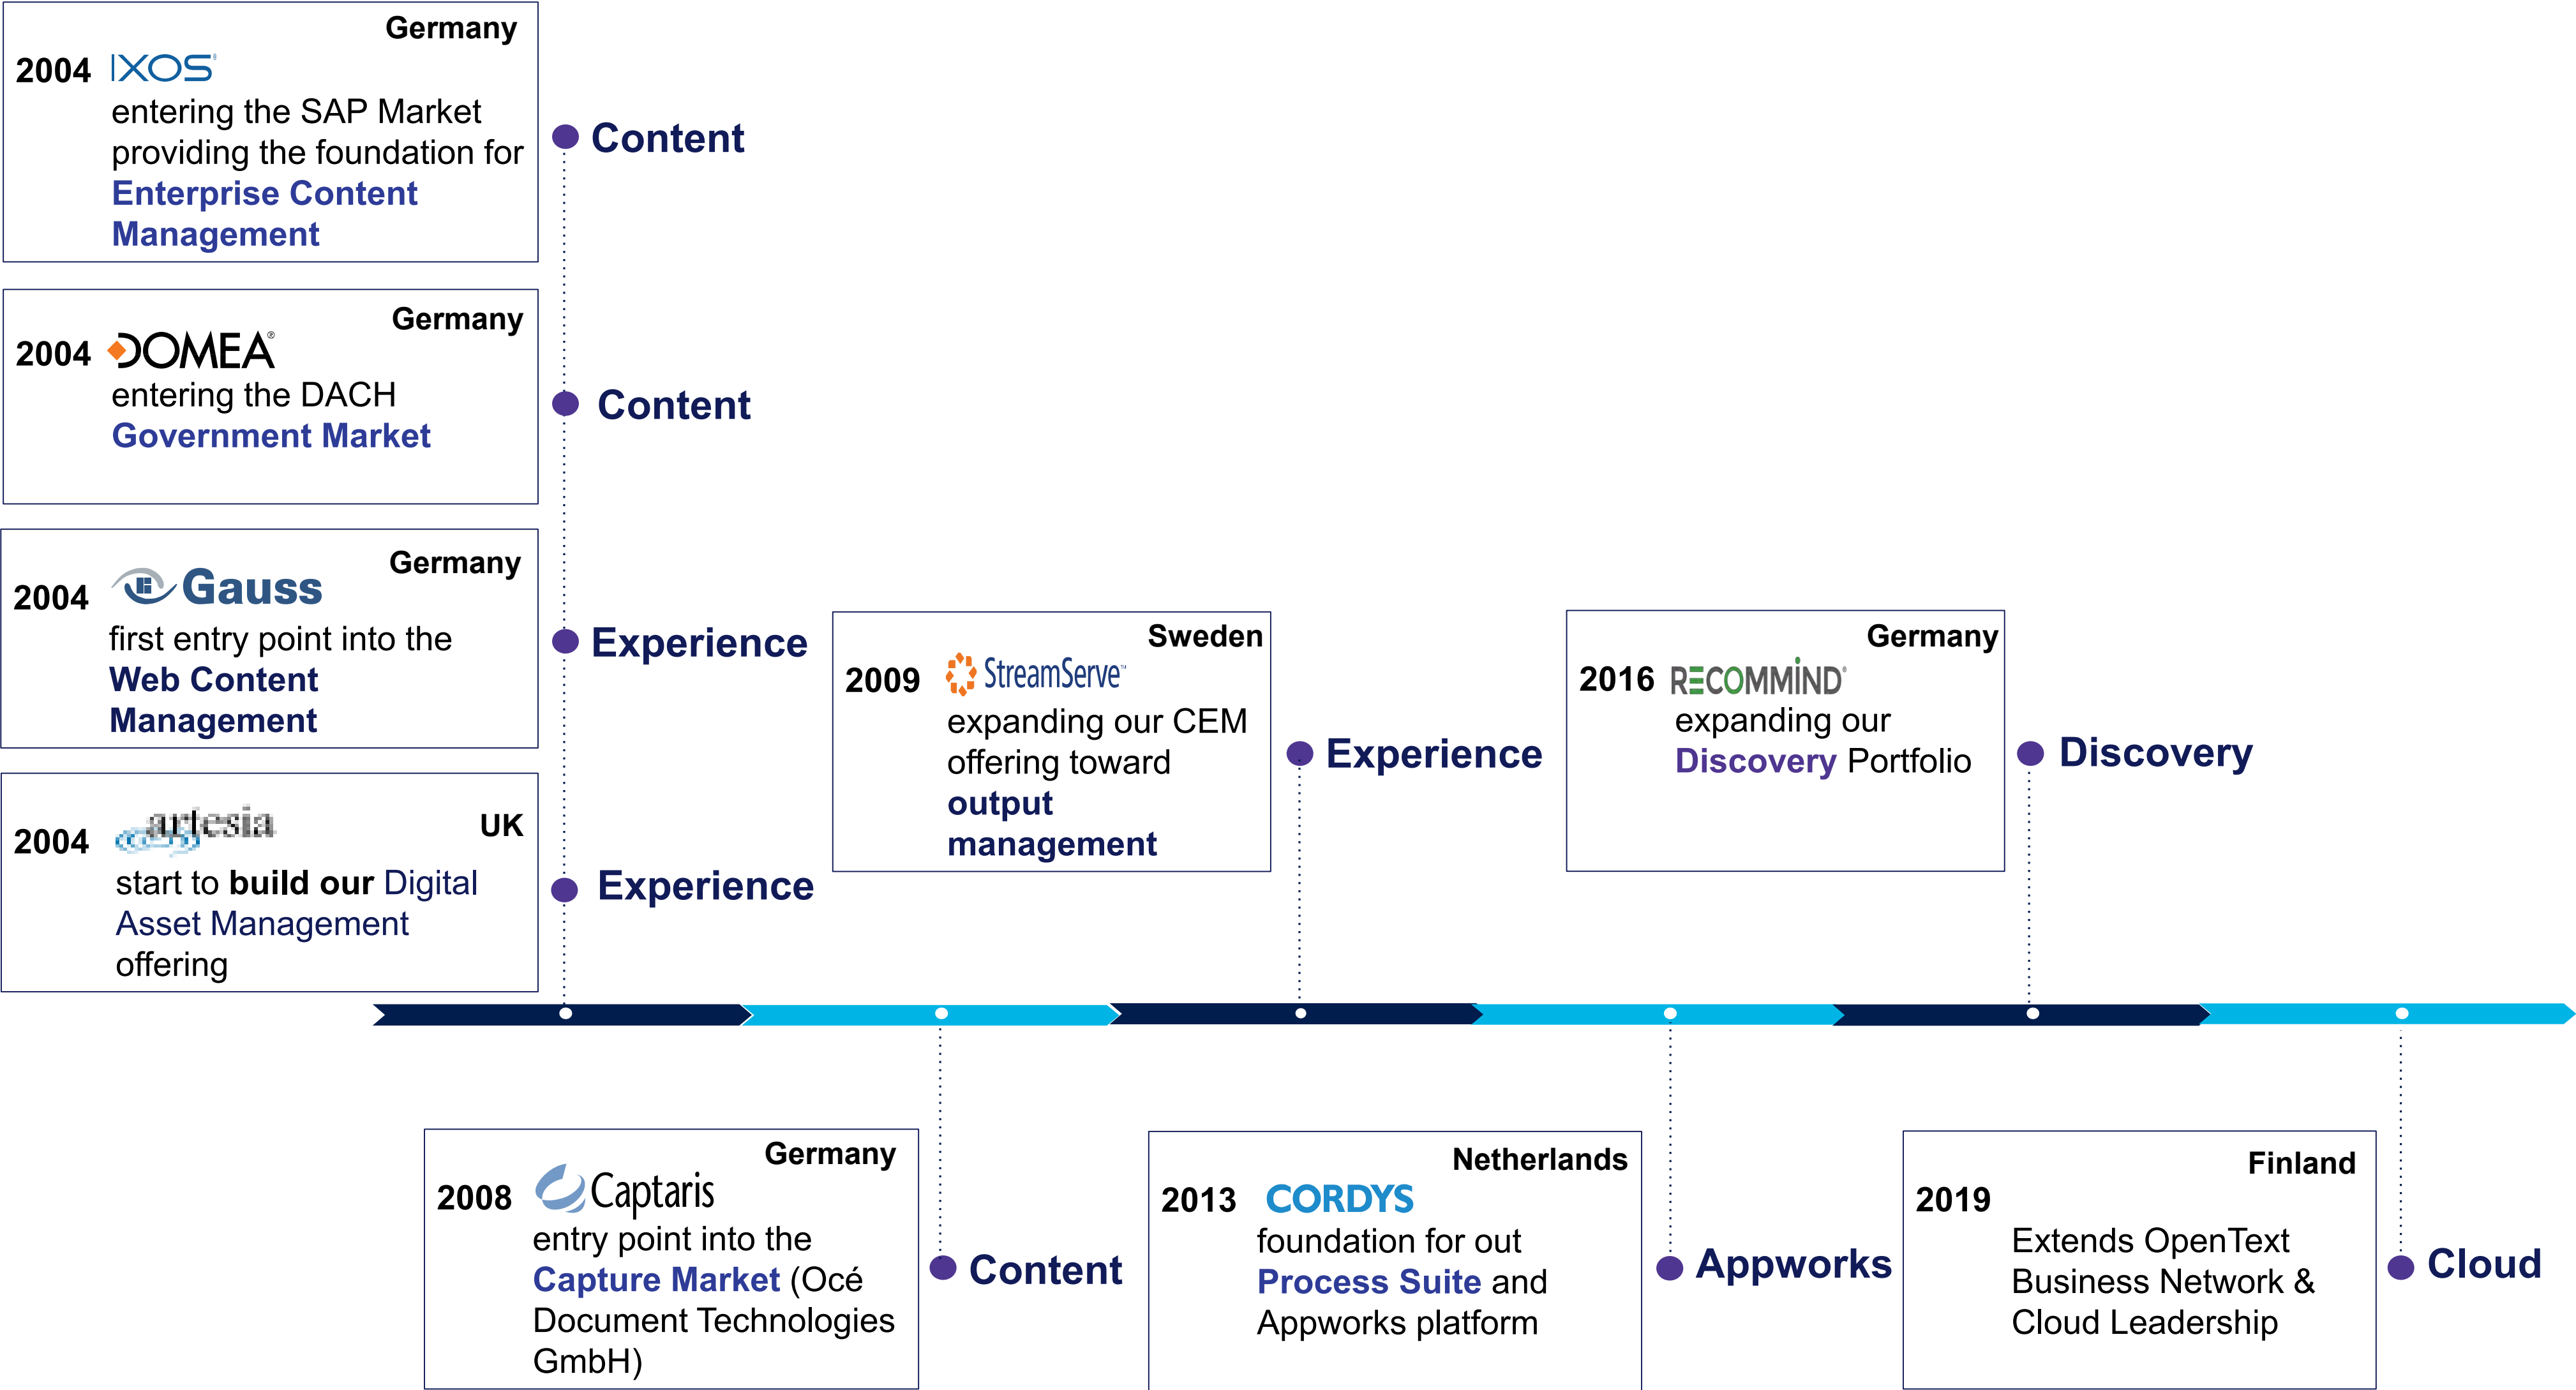 Germany
2004 IXOS®
entering the SAP Market
providing the foundation for
Enterprise Content
Management
Content
Germany
2004 DOMEA®
entering the DACH
Government Market
Content
Germany
2004 Gauss
first entry point into the
Web Content
Management
Experience
UK
2004 artesia
start to build our Digital
Asset Management
offering
Experience
Sweden
2009 StreamServe™
expanding our CEM
offering toward
output
management
Experience
Germany
2016 RECOMMIND®
expanding our
Discovery Portfolio
Discovery
Germany
2008 Captaris
entry point into the
Capture Market (Océ
Document Technologies
GmbH)
Content
Netherlands
2013 CORDYS
foundation for out
Process Suite and
Appworks platform
Appworks
Finland
2019
Extends OpenText
Business Network &
Cloud Leadership
Cloud